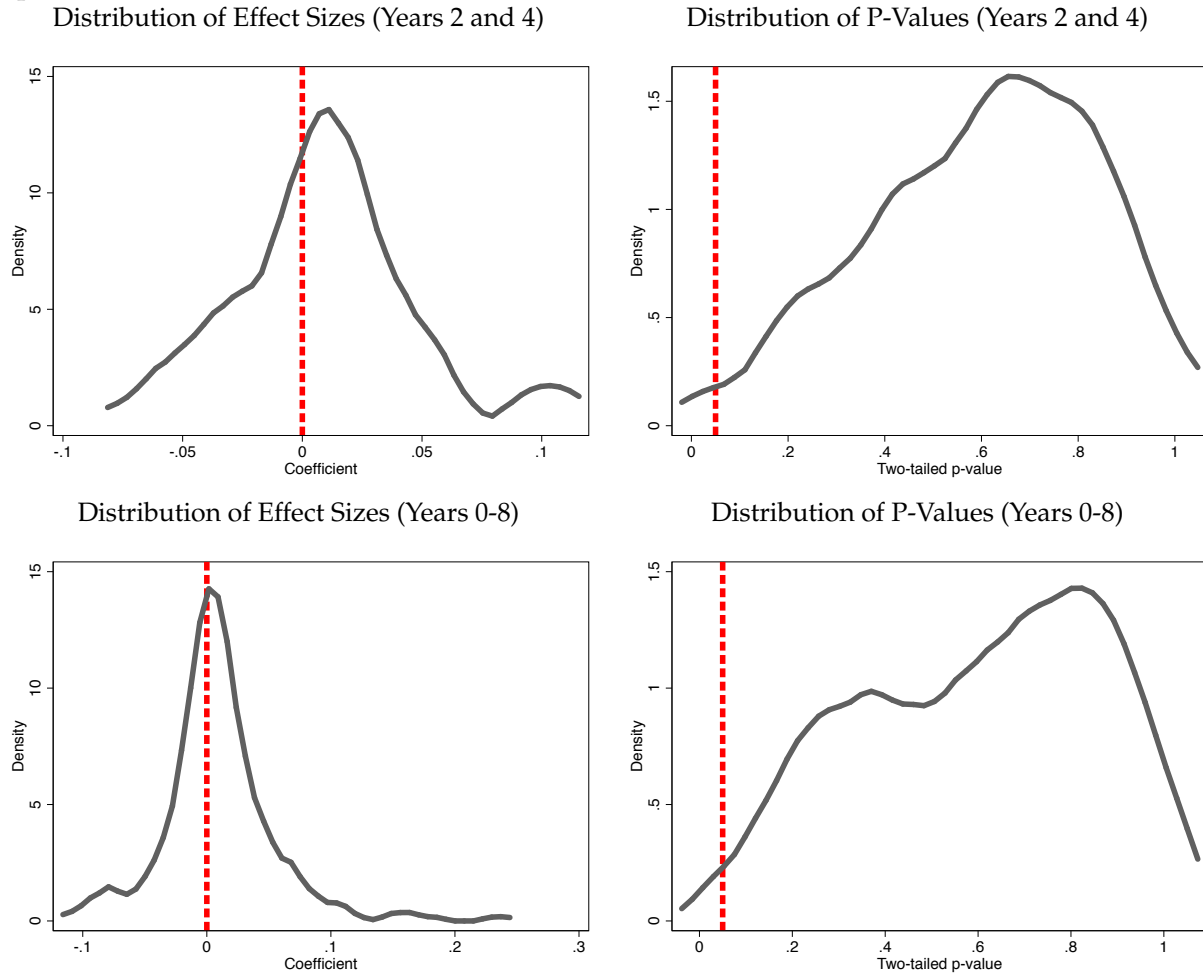 Distribution of Effect Sizes (Years 2 and 4)
Distribution of P-Values (Years 2 and 4)
15
10
5
0
Density
-.1 -.05 0 .05 .1
Coefficient
1.5
1
.5
0
Density
0 .2 .4 .6 .8 1
Two-tailed p-value
Distribution of Effect Sizes (Years 0-8)
Distribution of P-Values (Years 0-8)
15
10
5
0
Density
-.1 0 .1 .2 .3
Coefficient
1.5
1
.5
0
Density
0 .2 .4 .6 .8 1
Two-tailed p-value